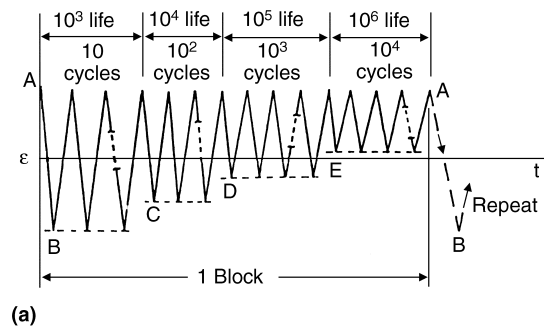 10³ life 10⁴ life 10⁵ life 10⁶ life
10 cycles 10² cycles 10³ cycles 10⁴ cycles
A A
ε t
B C D E
Repeat
B
1 Block
(a)